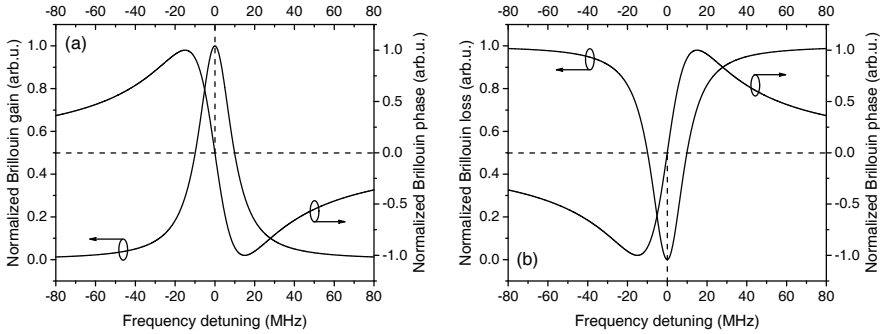 -80 -60 -40 -20 0 20 40 60 80
(a)
1.0
0.8
0.6
0.4
0.2
0.0
Normalized Brillouin gain (arb.u.)
1.0
0.5
0.0
-0.5
-1.0
Normalized Brillouin phase (arb.u.)
-80 -60 -40 -20 0 20 40 60 80
Frequency detuning (MHz)
-80 -60 -40 -20 0 20 40 60 80
(b)
1.0
0.8
0.6
0.4
0.2
0.0
Normalized Brillouin loss (arb.u.)
1.0
0.5
0.0
-0.5
-1.0
Normalized Brillouin phase (arb.u.)
-80 -60 -40 -20 0 20 40 60 80
Frequency detuning (MHz)